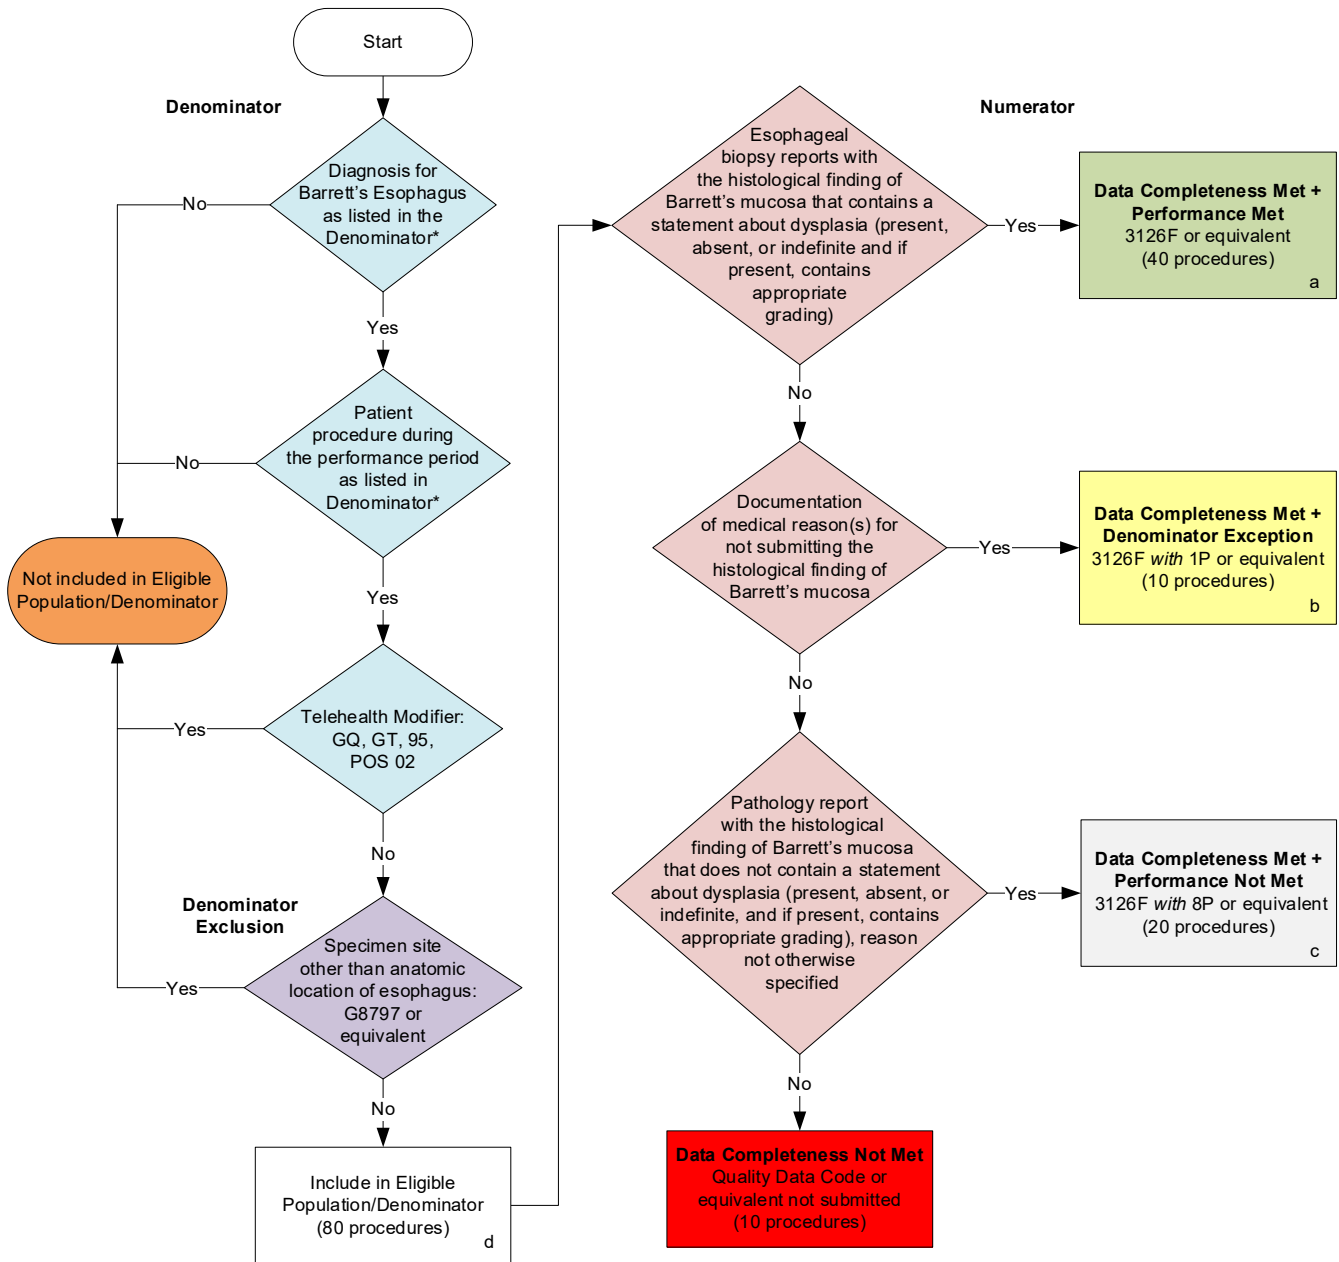 Start
Denominator
Diagnosis for
Barrett's Esophagus
as listed in the
Denominator*
No
Yes
Patient
procedure during
the performance period
as listed in
Denominator*
No
Yes
Not included in Eligible
Population/Denominator
Telehealth Modifier:
GQ, GT, 95,
POS 02
Yes
No
Denominator
Exclusion
Specimen site
other than anatomic
location of esophagus:
G8797 or
equivalent
Yes
No
Include in Eligible
Population/Denominator
(80 procedures)
d
Numerator
Esophageal
biopsy reports with
the histological finding of
Barrett's mucosa that contains a
statement about dysplasia (present,
absent, or indefinite and if
present, contains
appropriate
grading)
Yes
Data Completeness Met +
Performance Met
3126F or equivalent
(40 procedures)
a
No
Documentation
of medical reason(s) for
not submitting the
histological finding of
Barrett's mucosa
Yes
Data Completeness Met +
Denominator Exception
3126F with 1P or equivalent
(10 procedures)
b
No
Pathology report
with the histological
finding of Barrett's mucosa
that does not contain a statement
about dysplasia (present, absent, or
indefinite, and if present, contains
appropriate grading), reason
not otherwise
specified
Yes
Data Completeness Met +
Performance Not Met
3126F with 8P or equivalent
(20 procedures)
c
No
Data Completeness Not Met
Quality Data Code or
equivalent not submitted
(10 procedures)